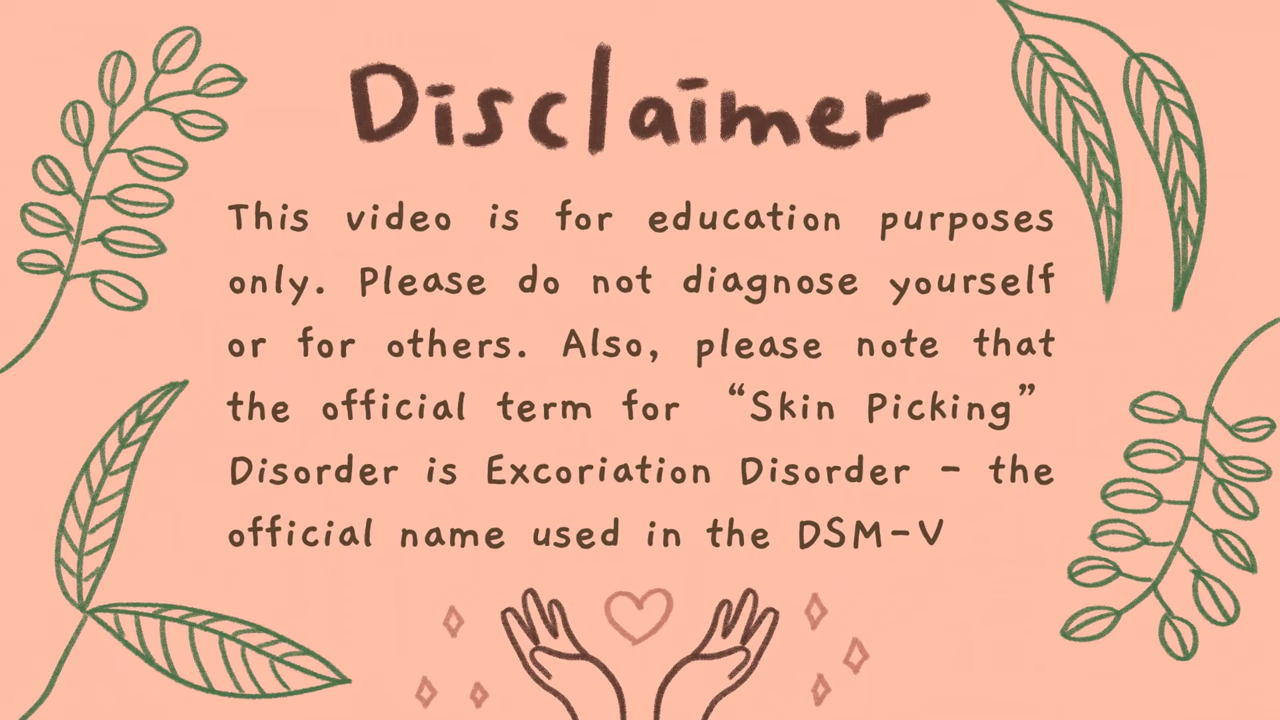 Disclaimer
This video is for education purposes
only. Please do not diagnose yourself
or for others. Also, please note that
the official term for “Skin Picking”
Disorder is Excoriation Disorder - the
official name used in the DSM-V